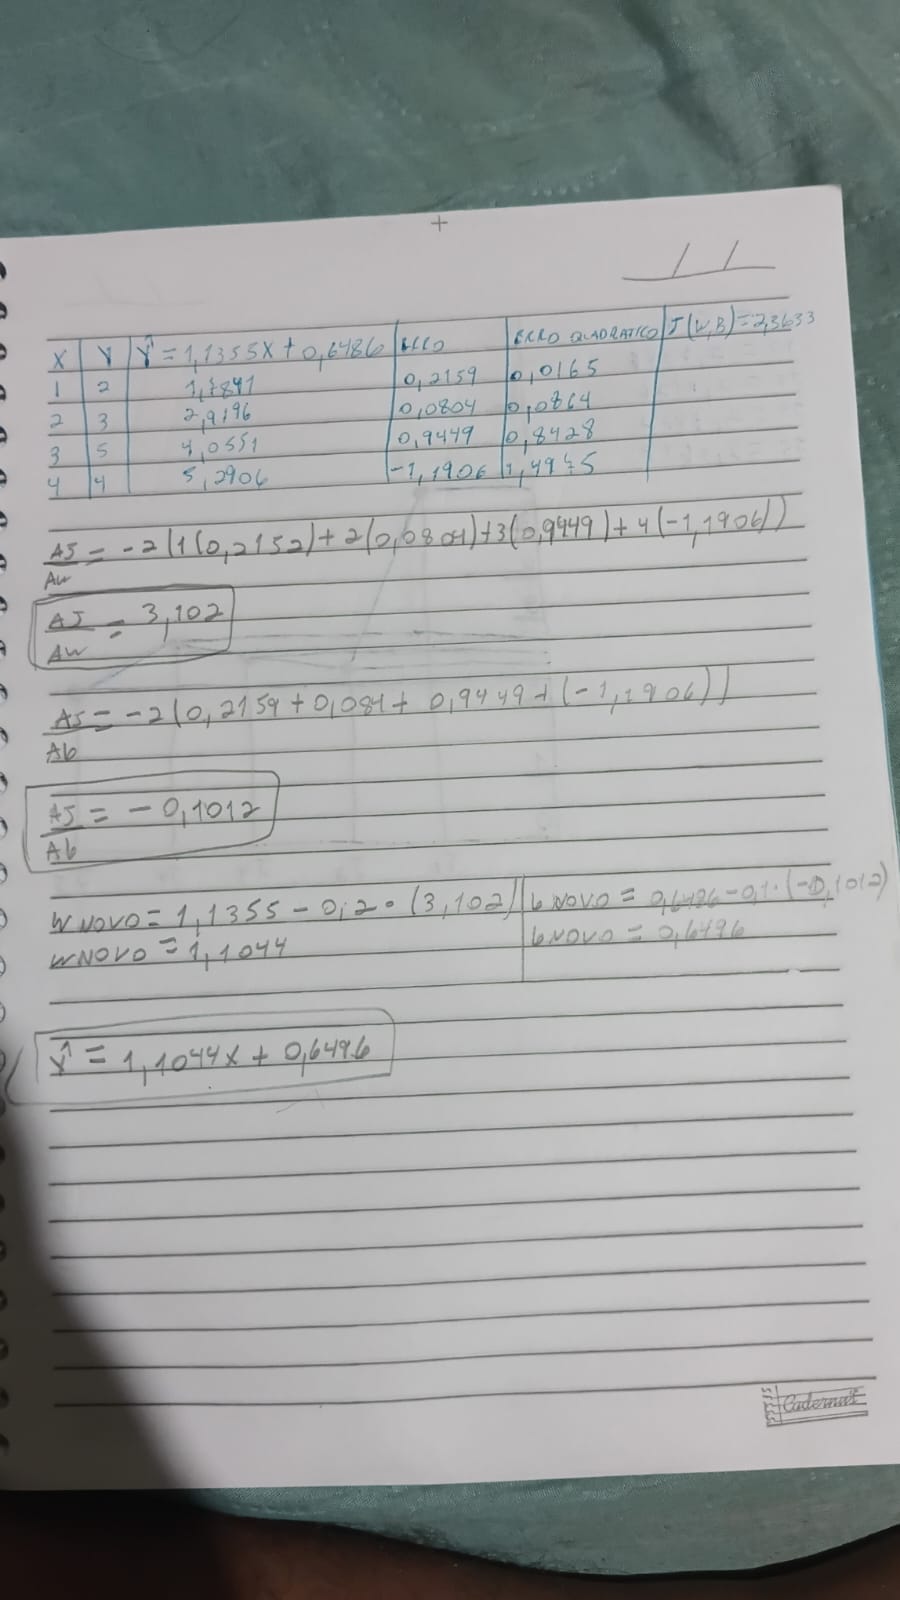 X Y Ŷ = 1,1355X + 0,6486 ERRO ERRO QUADRATICO J(W,B)=2,3633
1 2 1,7841 0,2159 0,0165
2 3 2,9196 0,0804 0,0864
3 5 4,0551 0,9449 0,8428
4 4 5,2906 -1,1906 1,4975
ΔJ = -2(1(0,2152)+2(0,0804)+3(0,9449)+4(-1,1906))
Δw
ΔJ = 3,102
Δw
ΔJ = -2(0,2159+0,084+ 0,9449+(-1,1906))
Δb
ΔJ = - 0,1012
Δb
W NOVO = 1,1355 - 0,2 · (3,102) b NOVO = 0,6486-0,1·(-0,1012)
wNOVO = 1,1044 bNOVO = 0,6496
Ŷ = 1,1044x + 0,6496